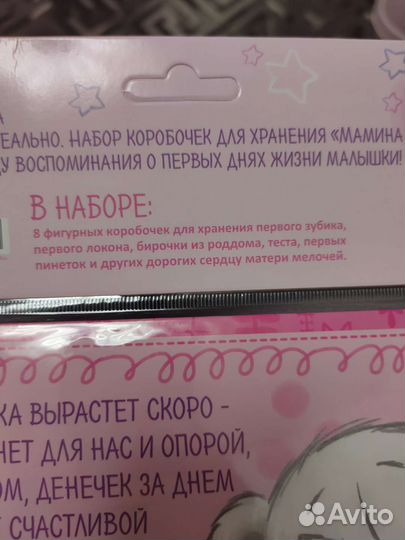 А
ЕАЛЬНО. НАБОР КОРОБОЧЕК ДЛЯ ХРАНЕНИЯ «МАМИНА
У ВОСПОМИНАНИЯ О ПЕРВЫХ ДНЯХ ЖИЗНИ МАЛЫШКИ!
В НАБОРЕ:
8 фигурных коробочек для хранения первого зубика,
первого локона, бирочки из роддома, теста, первых
пинеток и других дорогих сердцу матери мелочей.
КА ВЫРАСТЕТ СКОРО -
НЕТ ДЛЯ НАС И ОПОРОЙ,
ОМ, ДЕНЕЧЕК ЗА ДНЕМ
Т СЧАСТЛИВОЙ
Avito